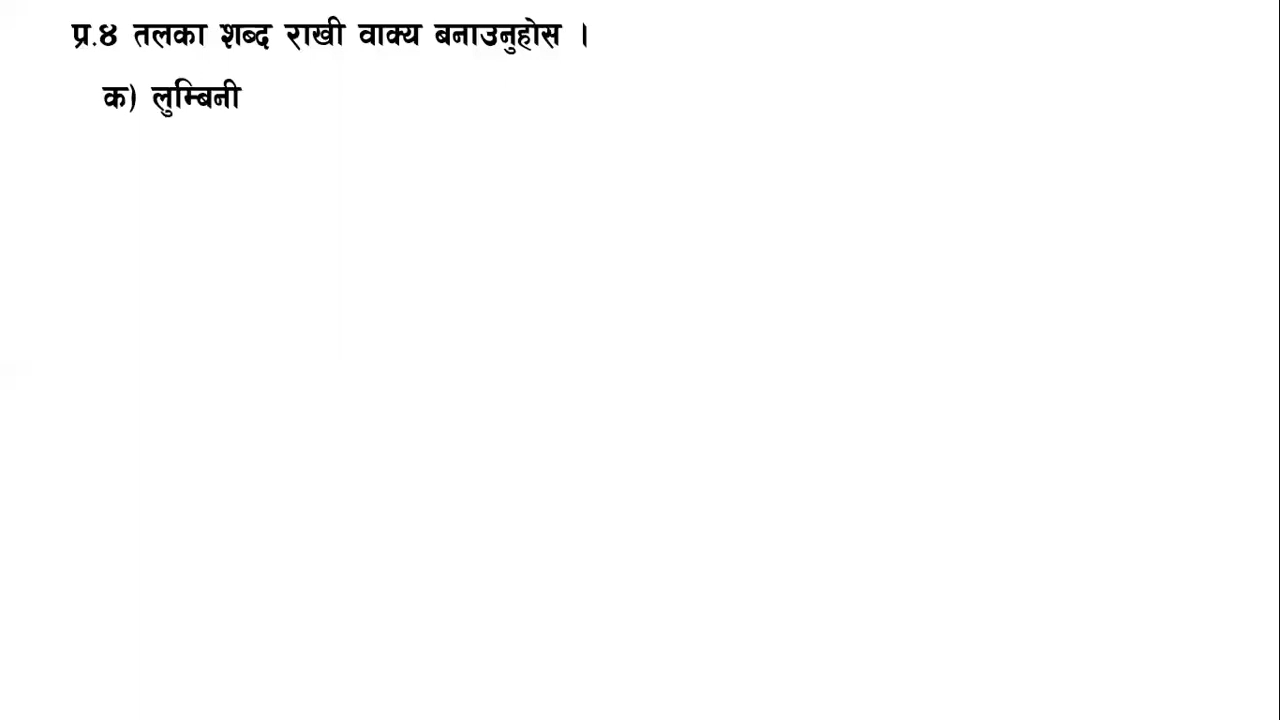 प्र.४ तलका शब्द राखी वाक्य बनाउनुहोस ।
क) लुम्बिनी